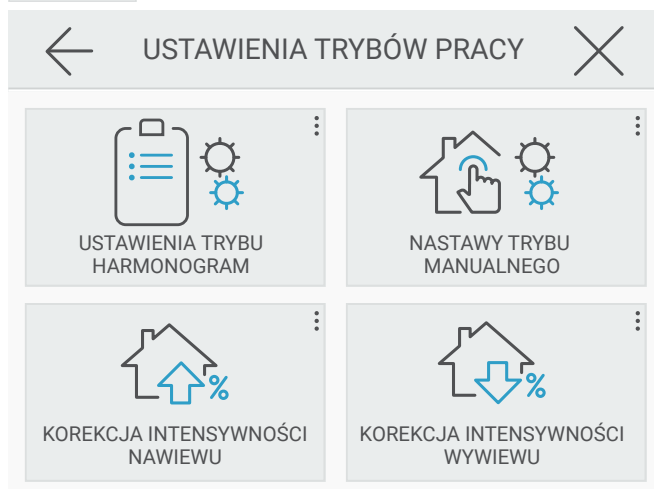 USTAWIENIA TRYBÓW PRACY
USTAWIENIA TRYBU
HARMONOGRAM
NASTAWY TRYBU
MANUALNEGO
%
KOREKCJA INTENSYWNOŚCI
NAWIEWU
%
KOREKCJA INTENSYWNOŚCI
WYWIEWU